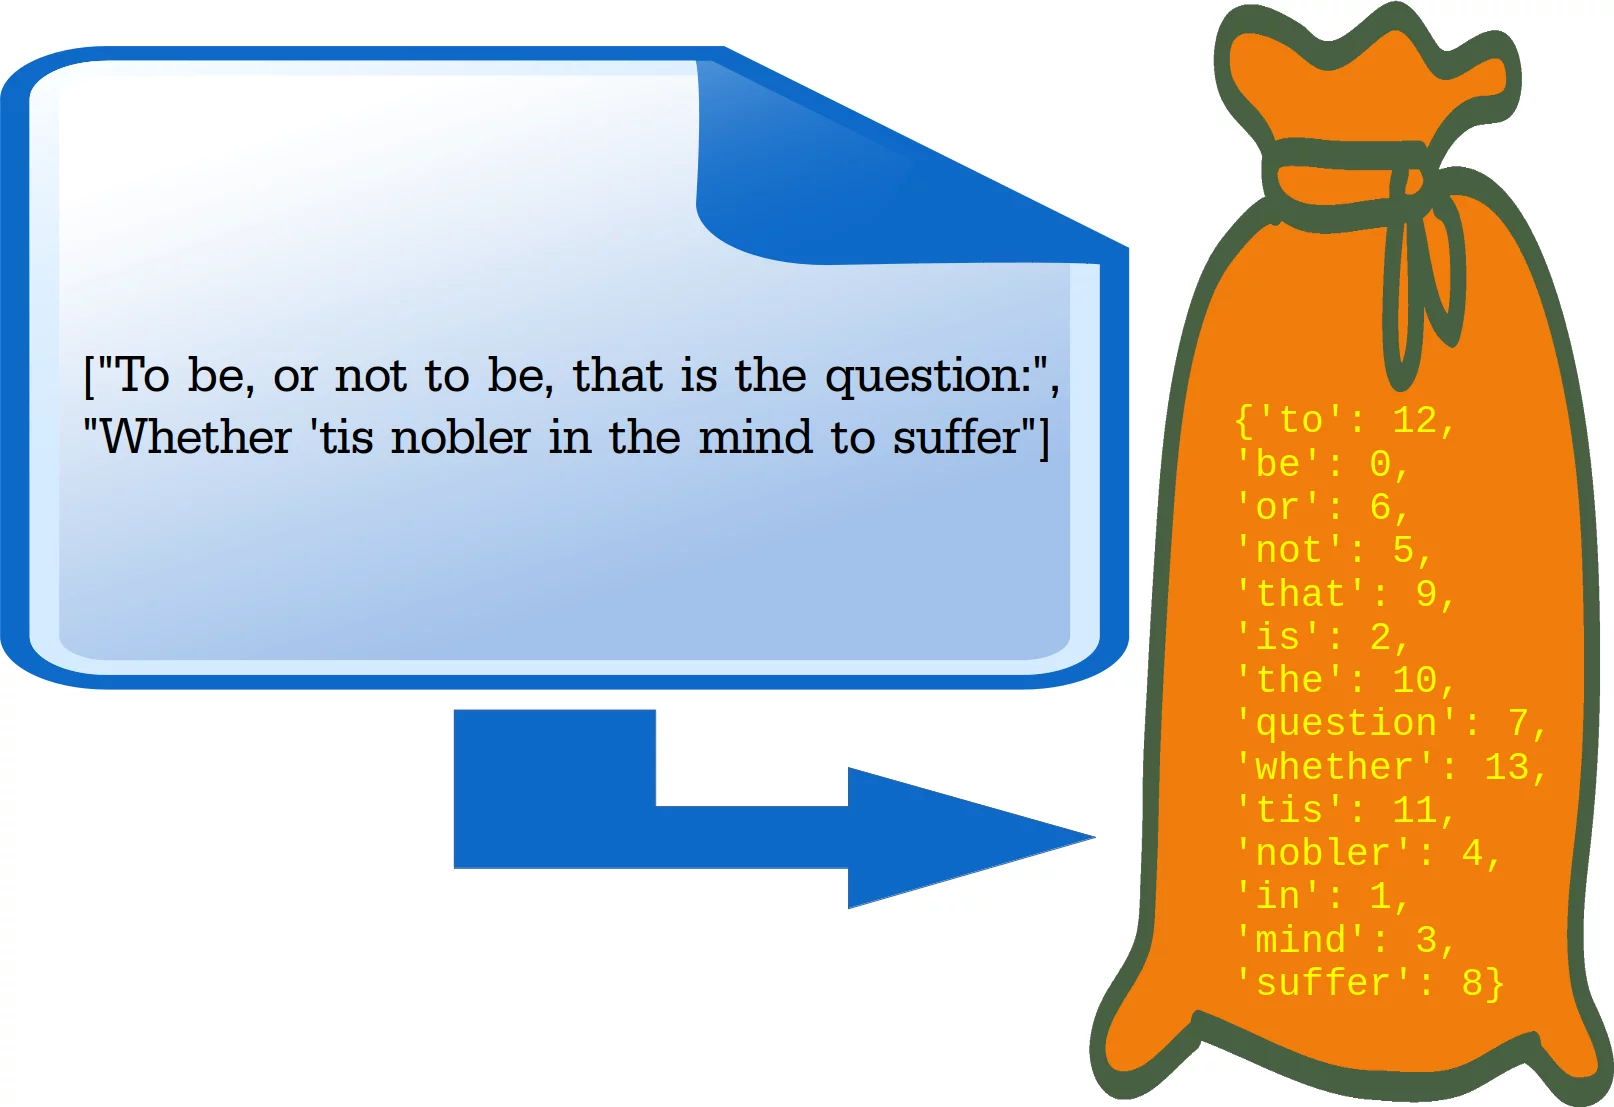 ["To be, or not to be, that is the question:",
"Whether 'tis nobler in the mind to suffer"]
{'to': 12,
'be': 0,
'or': 6,
'not': 5,
'that': 9,
'is': 2,
'the': 10,
'question': 7,
'whether': 13,
'tis': 11,
'nobler': 4,
'in': 1,
'mind': 3,
'suffer': 8}